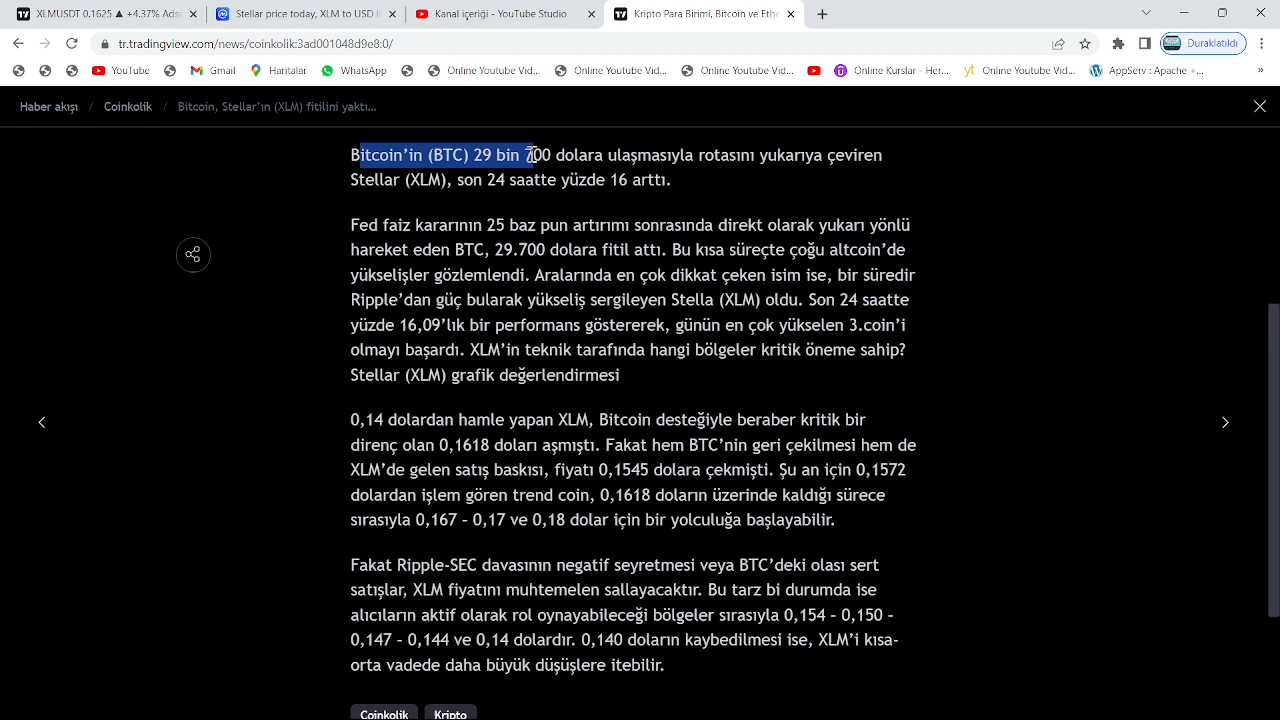 XLMUSDT 0.1625 ▲ +4.37% Adsı
Stellar price today, XLM to USD li
Kanal içeriği - YouTube Studio
Kripto Para Birimi, Bitcoin ve Ethe
tr.tradingview.com/news/coinkolik:3ad001048d9e8:0/
Duraklatıldı
YouTube
Gmail
Haritalar
WhatsApp
Online Youtube Vid...
Online Youtube Vid...
Online Youtube Vid...
Online Kurslar - Her...
yt Online Youtube Vid...
AppServ : Apache +...
»
Haber akışı / Coinkolik / Bitcoin, Stellar’ın (XLM) fitilini yaktı...
Bitcoin’in (BTC) 29 bin 700 dolara ulaşmasıyla rotasını yukarıya çeviren
Stellar (XLM), son 24 saatte yüzde 16 arttı.
Fed faiz kararının 25 baz pun artırımı sonrasında direkt olarak yukarı yönlü
hareket eden BTC, 29.700 dolara fitil attı. Bu kısa süreçte çoğu altcoin’de
yükselişler gözlemlendi. Aralarında en çok dikkat çeken isim ise, bir süredir
Ripple’dan güç bularak yükseliş sergileyen Stella (XLM) oldu. Son 24 saatte
yüzde 16,09’lık bir performans göstererek, günün en çok yükselen 3.coin’i
olmayı başardı. XLM’in teknik tarafında hangi bölgeler kritik öneme sahip?
Stellar (XLM) grafik değerlendirmesi
0,14 dolardan hamle yapan XLM, Bitcoin desteğiyle beraber kritik bir
direnç olan 0,1618 doları aşmıştı. Fakat hem BTC’nin geri çekilmesi hem de
XLM’de gelen satış baskısı, fiyatı 0,1545 dolara çekmişti. Şu an için 0,1572
dolardan işlem gören trend coin, 0,1618 doların üzerinde kaldığı sürece
sırasıyla 0,167 – 0,17 ve 0,18 dolar için bir yolculuğa başlayabilir.
Fakat Ripple-SEC davasının negatif seyretmesi veya BTC’deki olası sert
satışlar, XLM fiyatını muhtemelen sallayacaktır. Bu tarz bi durumda ise
alıcıların aktif olarak rol oynayabileceği bölgeler sırasıyla 0,154 – 0,150 –
0,147 – 0,144 ve 0,14 dolardır. 0,140 doların kaybedilmesi ise, XLM’i kısa-
orta vadede daha büyük düşüşlere itebilir.
Coinkolik
Kripto